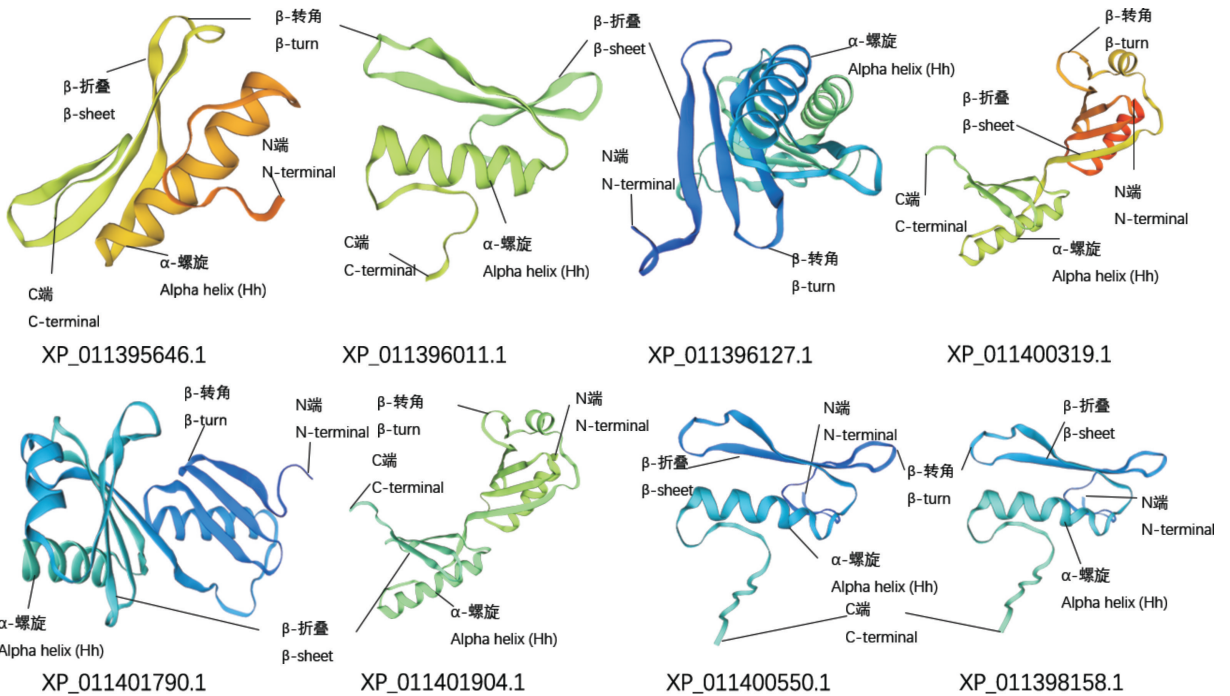 β-转角
β-turn
β-折叠
β-sheet
N端
N-terminal
α-螺旋
Alpha helix (Hh)
C端
C-terminal
XP_011395646.1
β-折叠
β-sheet
α-螺旋
Alpha helix (Hh)
C端
C-terminal
XP_011396011.1
α-螺旋
Alpha helix (Hh)
N端
N-terminal
β-转角
β-turn
XP_011396127.1
β-转角
β-turn
β-折叠
β-sheet
C端
C-terminal
N端
N-terminal
α-螺旋
Alpha helix (Hh)
XP_011400319.1
β-转角
β-turn
N端
N-terminal
α-螺旋
Alpha helix (Hh)
β-折叠
β-sheet
XP_011401790.1
β-转角
β-turn
C端
C-terminal
N端
N-terminal
α-螺旋
Alpha helix (Hh)
XP_011401904.1
N端
N-terminal
β-折叠
β-sheet
β-转角
β-turn
α-螺旋
Alpha helix (Hh)
C端
C-terminal
XP_011400550.1
β-折叠
β-sheet
N端
N-terminal
α-螺旋
Alpha helix (Hh)
XP_011398158.1